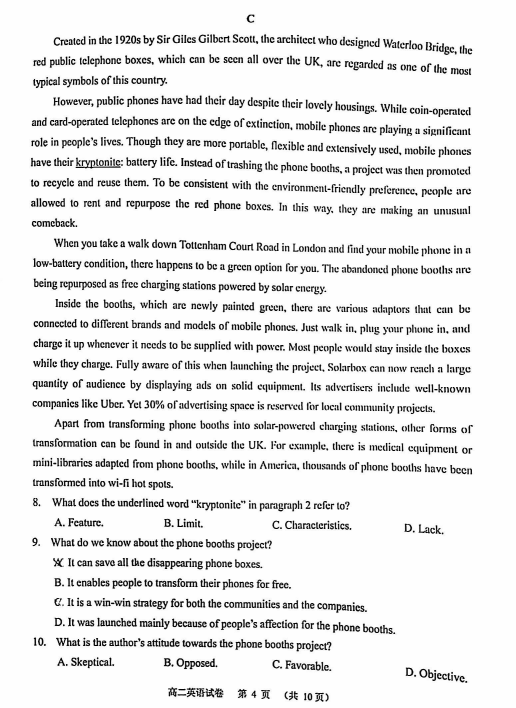 C
Created in the 1920s by Sir Giles Gilbert Scott, the architect who designed Waterloo Bridge, the
red public telephone boxes, which can be seen all over the UK, are regarded as one of the most
typical symbols of this country.
However, public phones have had their day despite their lovely housings. While coin-operated
and card-operated telephones are on the edge of extinction, mobile phones are playing a significant
role in people's lives. Though they are more portable, flexible and extensively used, mobile phones
have their kryptonite: battery life. Instead of trashing the phone booths, a project was then promoted
to recycle and reuse them. To be consistent with the environment-friendly preference, people are
allowed to rent and repurpose the red phone boxes. In this way, they are making an unusual
comeback.
When you take a walk down Tottenham Court Road in London and find your mobile phone in a
low-battery condition, there happens to be a green option for you. The abandoned phone booths are
being repurposed as free charging stations powered by solar energy.
Inside the booths, which are newly painted green, there are various adaptors that can be
connected to different brands and models of mobile phones. Just walk in, plug your phone in, and
charge it up whenever it needs to be supplied with power. Most people would stay inside the boxes
while they charge. Fully aware of this when launching the project, Solarbox can now reach a large
quantity of audience by displaying ads on solid equipment. Its advertisers include well-known
companies like Uber. Yet 30% of advertising space is reserved for local community projects.
Apart from transforming phone booths into solar-powered charging stations, other forms of
transformation can be found in and outside the UK. For example, there is medical equipment or
mini-libraries adapted from phone booths, while in America, thousands of phone booths have been
transformed into wi-fi hot spots.
8. What does the underlined word "kryptonite" in paragraph 2 refer to?
A. Feature. B. Limit. C. Characteristics. D. Lack.
9. What do we know about the phone booths project?
A. It can save all the disappearing phone boxes.
B. It enables people to transform their phones for free.
C. It is a win-win strategy for both the communities and the companies.
D. It was launched mainly because of people's affection for the phone booths.
10. What is the author's attitude towards the phone booths project?
A. Skeptical. B. Opposed. C. Favorable. D. Objective.
高二英语试卷 第 4 页 (共 10 页)